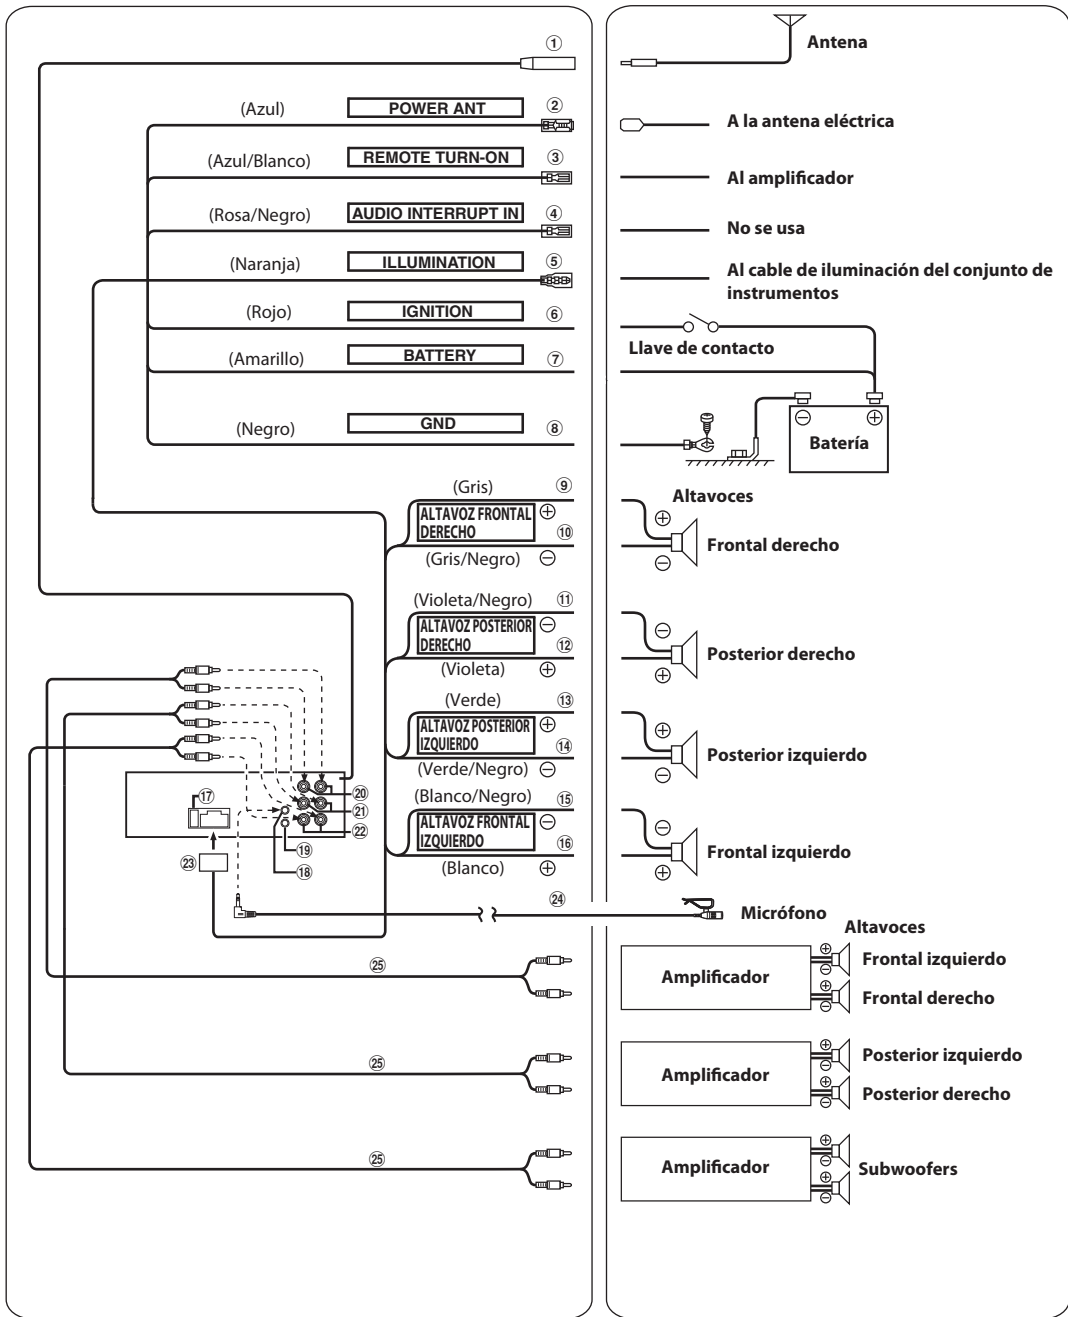 ①
Antena
(Azul) POWER ANT ②
A la antena eléctrica
(Azul/Blanco) REMOTE TURN-ON ③
Al amplificador
(Rosa/Negro) AUDIO INTERRUPT IN ④
No se usa
(Naranja) ILLUMINATION ⑤
Al cable de iluminación del conjunto de
instrumentos
(Rojo) IGNITION ⑥
Llave de contacto
(Amarillo) BATTERY ⑦
(Negro) GND ⑧
⊖ ⊕
Batería
(Gris) ⑨
Altavoces
ALTAVOZ FRONTAL
DERECHO
⊕
⑩
(Gris/Negro) ⊖
⊕
⊖
Frontal derecho
(Violeta/Negro) ⑪
ALTAVOZ POSTERIOR
DERECHO
⊖
⑫
(Violeta) ⊕
⊖
⊕
Posterior derecho
(Verde) ⑬
ALTAVOZ POSTERIOR
IZQUIERDO
⊕
⑭
(Verde/Negro) ⊖
⊕
⊖
Posterior izquierdo
(Blanco/Negro) ⑮
ALTAVOZ FRONTAL
IZQUIERDO
⊖
⑯
(Blanco) ⊕
⊖
⊕
Frontal izquierdo
⑰
⑳
㉑
㉒
⑲
⑱
㉓
㉔
Micrófono
Altavoces
㉕
Amplificador
⊕
⊖
Frontal izquierdo
⊕
⊖
Frontal derecho
㉕
Amplificador
⊕
⊖
Posterior izquierdo
⊕
⊖
Posterior derecho
㉕
Amplificador
⊕
⊖
⊕
⊖
Subwoofers